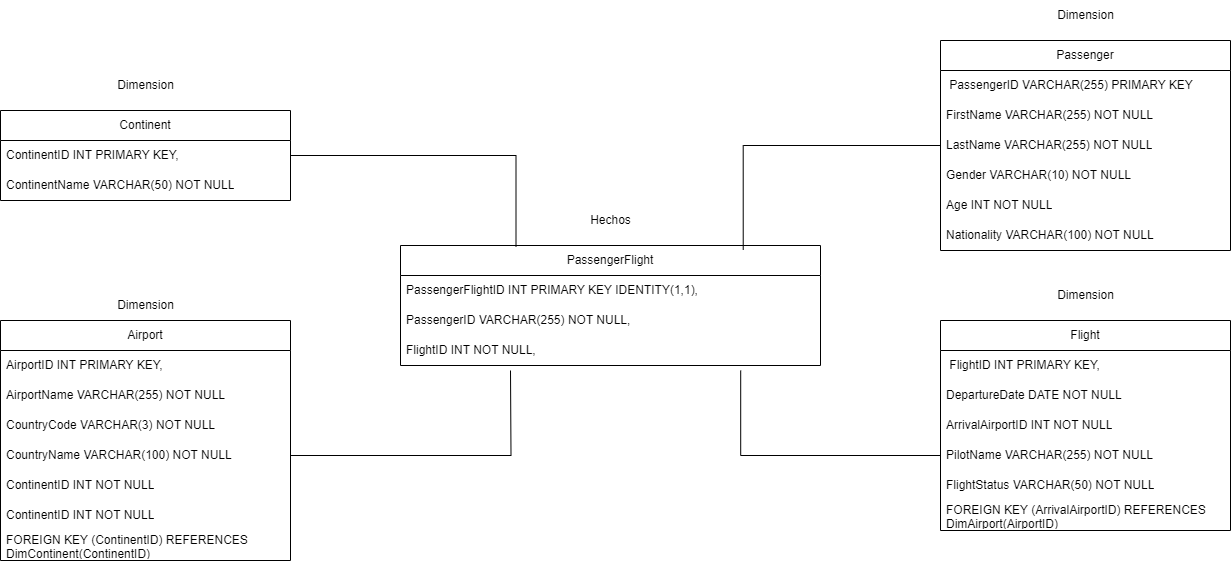 Dimension
Continent
ContinentID INT PRIMARY KEY,
ContinentName VARCHAR(50) NOT NULL
Dimension
Passenger
PassengerID VARCHAR(255) PRIMARY KEY
FirstName VARCHAR(255) NOT NULL
LastName VARCHAR(255) NOT NULL
Gender VARCHAR(10) NOT NULL
Age INT NOT NULL
Nationality VARCHAR(100) NOT NULL
Hechos
PassengerFlight
PassengerFlightID INT PRIMARY KEY IDENTITY(1,1),
PassengerID VARCHAR(255) NOT NULL,
FlightID INT NOT NULL,
Dimension
Airport
AirportID INT PRIMARY KEY,
AirportName VARCHAR(255) NOT NULL
CountryCode VARCHAR(3) NOT NULL
CountryName VARCHAR(100) NOT NULL
ContinentID INT NOT NULL
ContinentID INT NOT NULL
FOREIGN KEY (ContinentID) REFERENCES
DimContinent(ContinentID)
Dimension
Flight
FlightID INT PRIMARY KEY,
DepartureDate DATE NOT NULL
ArrivalAirportID INT NOT NULL
PilotName VARCHAR(255) NOT NULL
FlightStatus VARCHAR(50) NOT NULL
FOREIGN KEY (ArrivalAirportID) REFERENCES
DimAirport(AirportID)